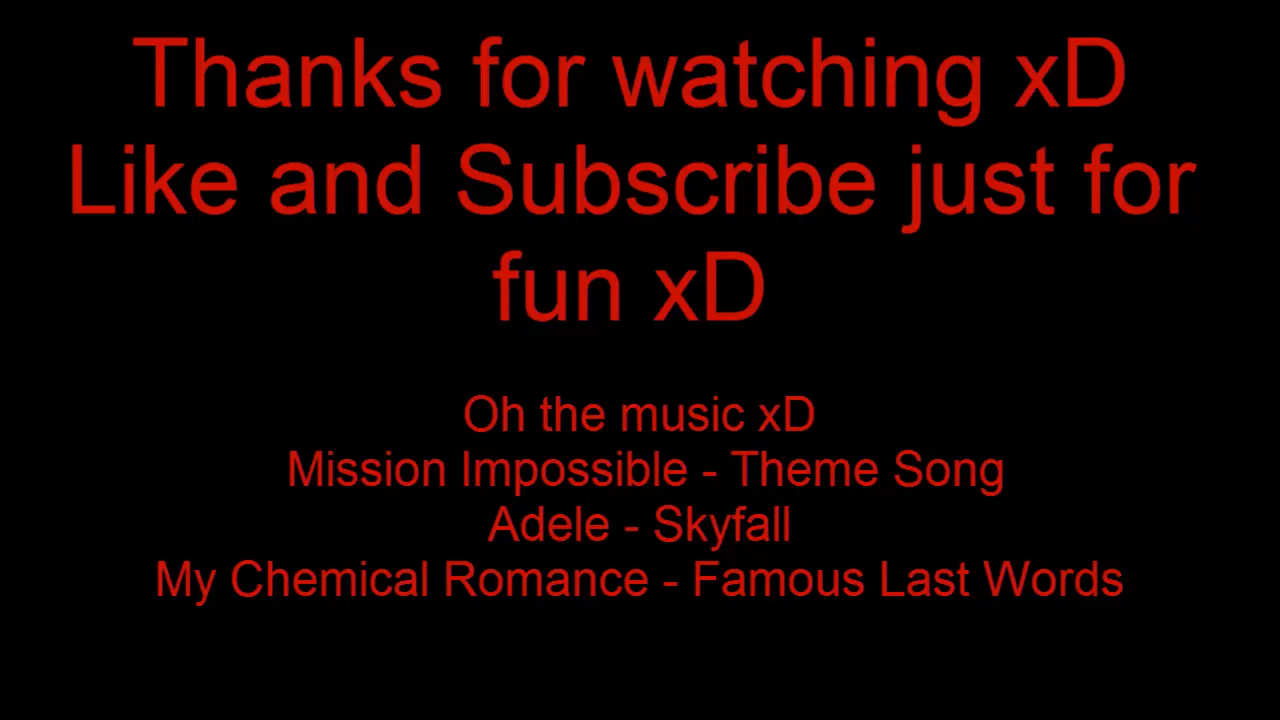 Thanks for watching xD
Like and Subscribe just for
fun xD
Oh the music xD
Mission Impossible - Theme Song
Adele - Skyfall
My Chemical Romance - Famous Last Words